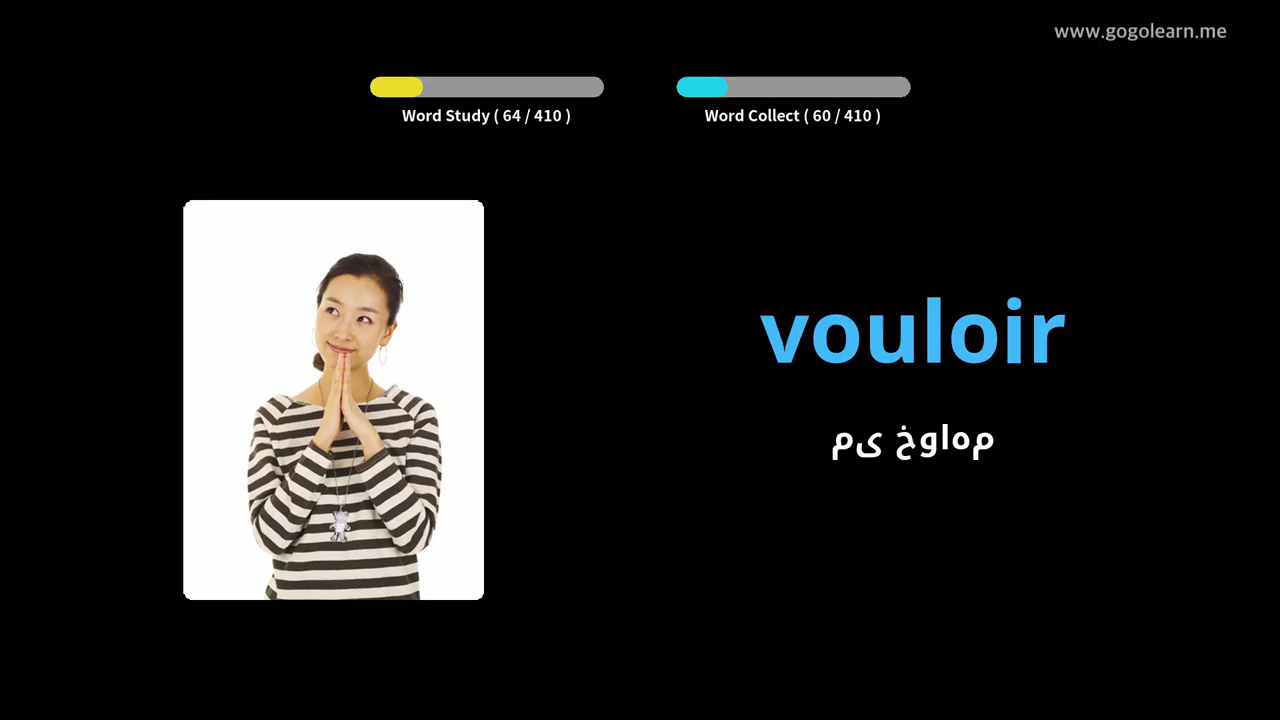 www.gogolearn.me
Word Study ( 64 / 410 )
Word Collect ( 60 / 410 )
vouloir
می خواهم